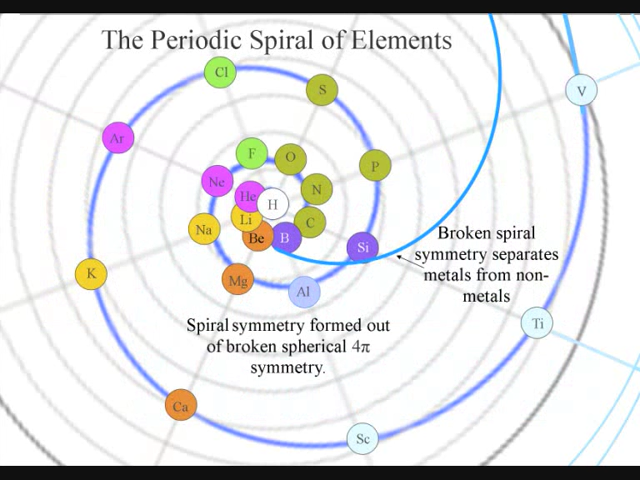 The Periodic Spiral of Elements
Cl
S
V
Ar
F
O
P
Ne
N
He
H
Li
C
Na
Be
B
Si
Broken spiral
symmetry separates
metals from non-
metals
K
Mg
Al
Ti
Spiral symmetry formed out
of broken spherical 4π
symmetry.
Ca
Sc